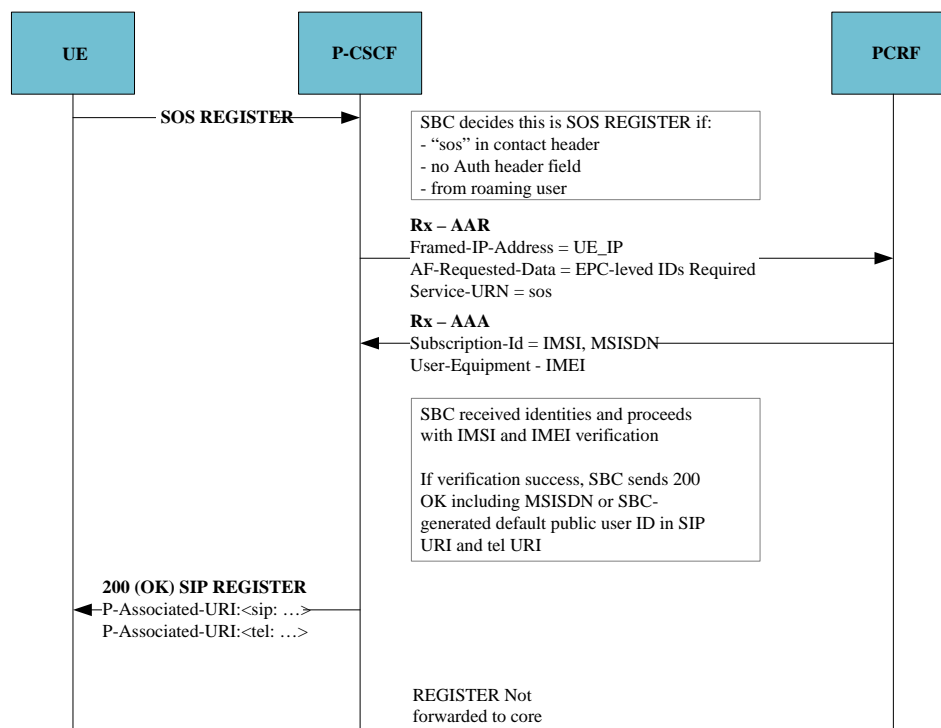 UE
P-CSCF
PCRF
SOS REGISTER
SBC decides this is SOS REGISTER if:
- “sos” in contact header
- no Auth header field
- from roaming user
Rx – AAR
Framed-IP-Address = UE_IP
AF-Requested-Data = EPC-leved IDs Required
Service-URN = sos
Rx – AAA
Subscription-Id = IMSI, MSISDN
User-Equipment - IMEI
SBC received identities and proceeds
with IMSI and IMEI verification
If verification success, SBC sends 200
OK including MSISDN or SBC-
generated default public user ID in SIP
URI and tel URI
200 (OK) SIP REGISTER
P-Associated-URI:<sip: …>
P-Associated-URI:<tel: …>
REGISTER Not
forwarded to core